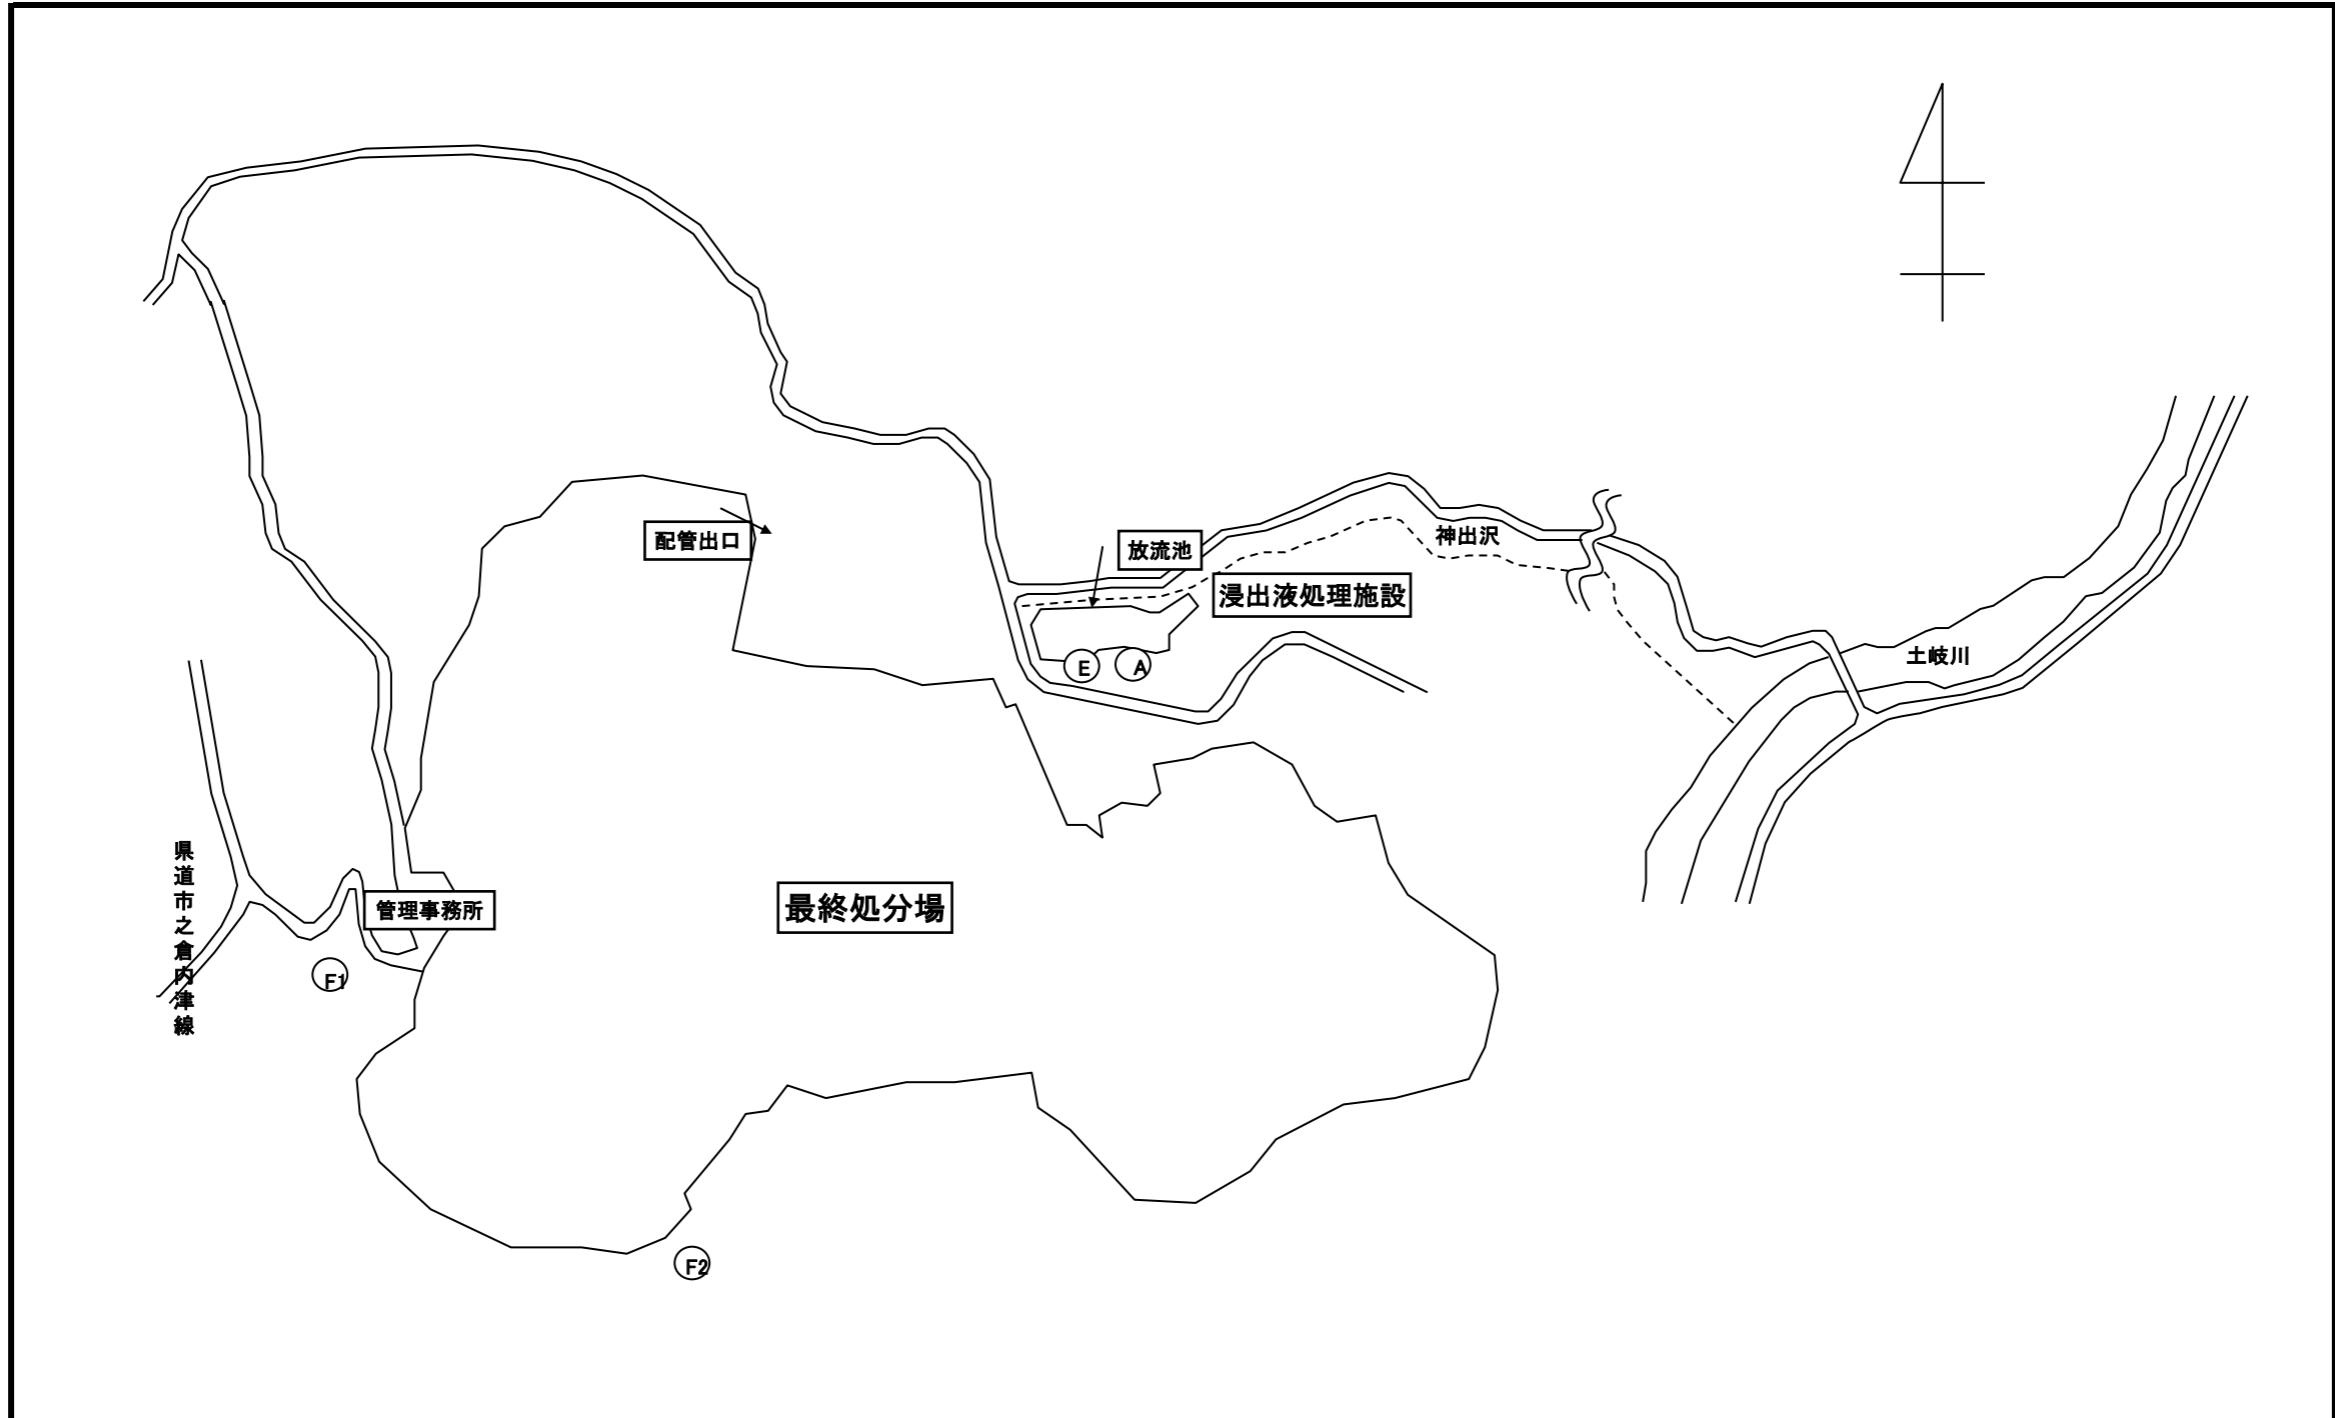 神出沢
配管出口
放流池
浸出液処理施設
土岐川
E
A
県道市之倉内津線
管理事務所
最終処分場
F1
F2